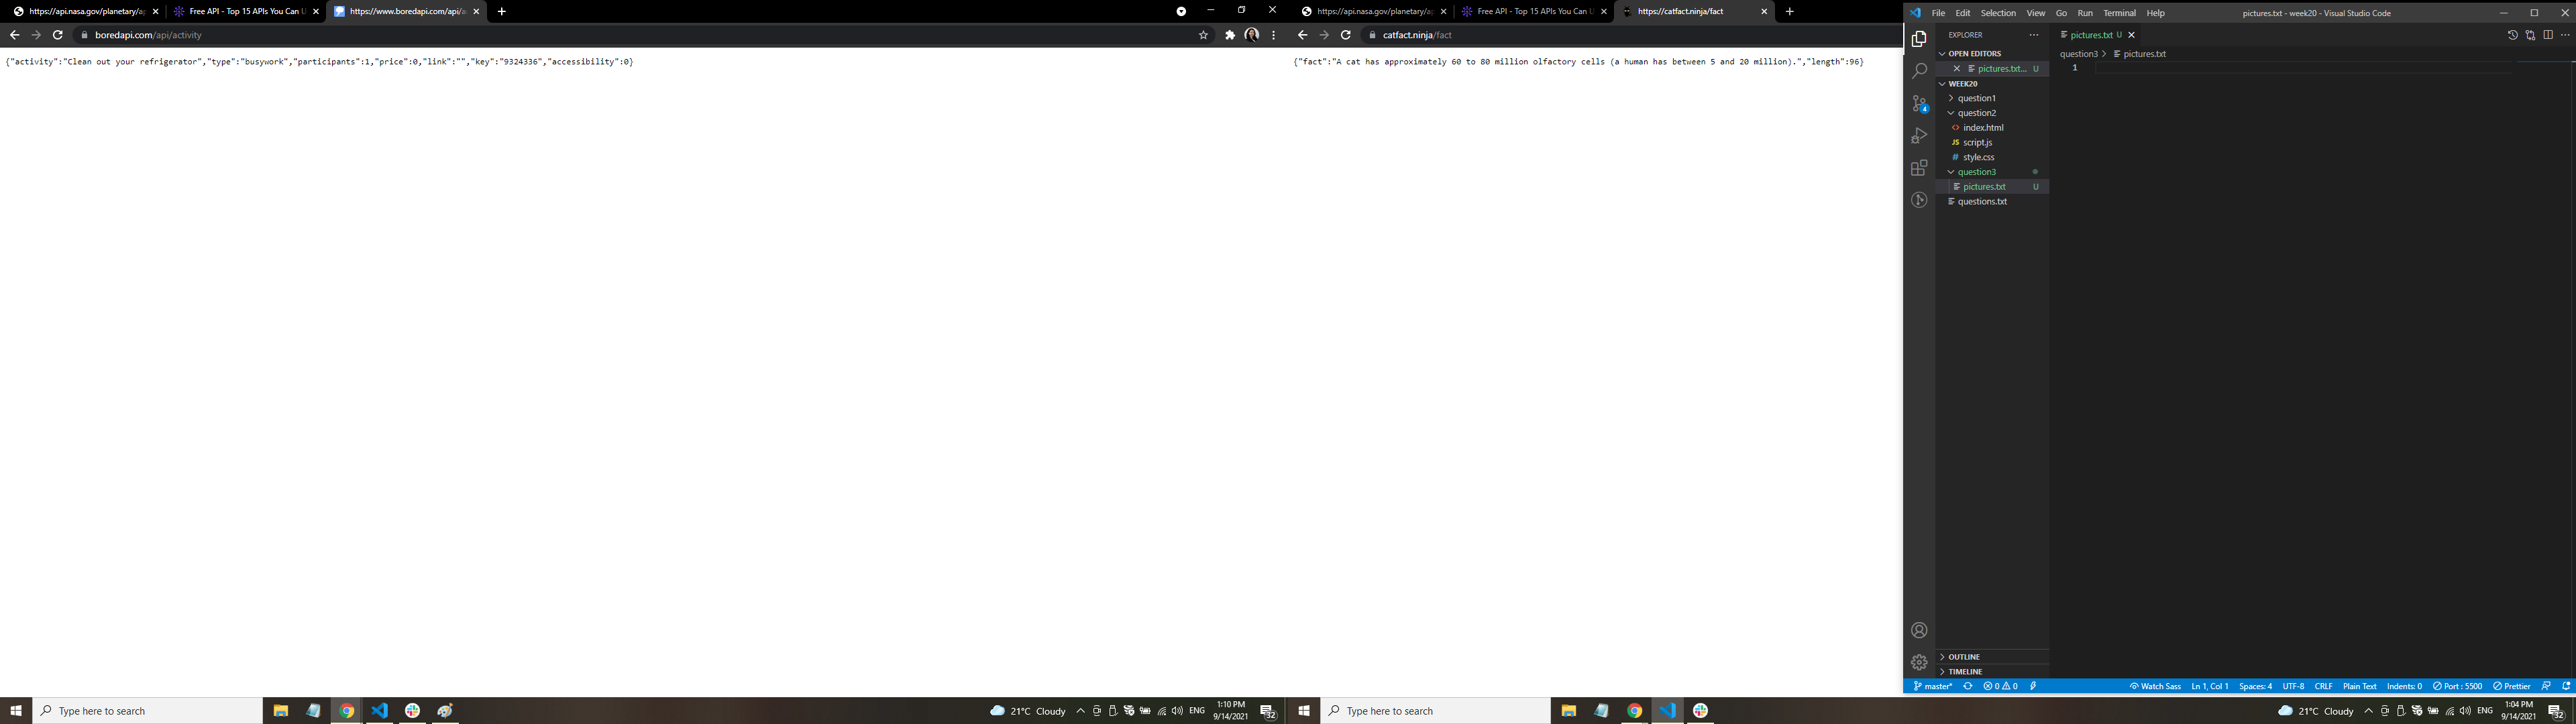 https://api.nasa.gov/planetary/ap
Free API - Top 15 APIs You Can U
https://www.boredapi.com/api/a
boredapi.com/api/activity
{"activity":"Clean out your refrigerator","type":"busywork","participants":1,"price":0,"link":"","key":"9324336","accessibility":0}
https://api.nasa.gov/planetary/ap
Free API - Top 15 APIs You Can U
https://catfact.ninja/fact
catfact.ninja/fact
{"fact":"A cat has approximately 60 to 80 million olfactory cells (a human has between 5 and 20 million).","length":96}
File Edit Selection View Go Run Terminal Help
pictures.txt - week20 - Visual Studio Code
EXPLORER
pictures.txt U
OPEN EDITORS
question3 > pictures.txt
pictures.txt... U
1
WEEK20
question1
question2
index.html
JS script.js
# style.css
question3
pictures.txt U
questions.txt
4
OUTLINE
TIMELINE
master* 0 0 Watch Sass Ln 1, Col 1 Spaces: 4 UTF-8 CRLF Plain Text Indents: 0 Port : 5500 Prettier
Type here to search
21°C Cloudy
ENG
1:10 PM
9/14/2021
32
Type here to search
21°C Cloudy
ENG
1:04 PM
9/14/2021
32